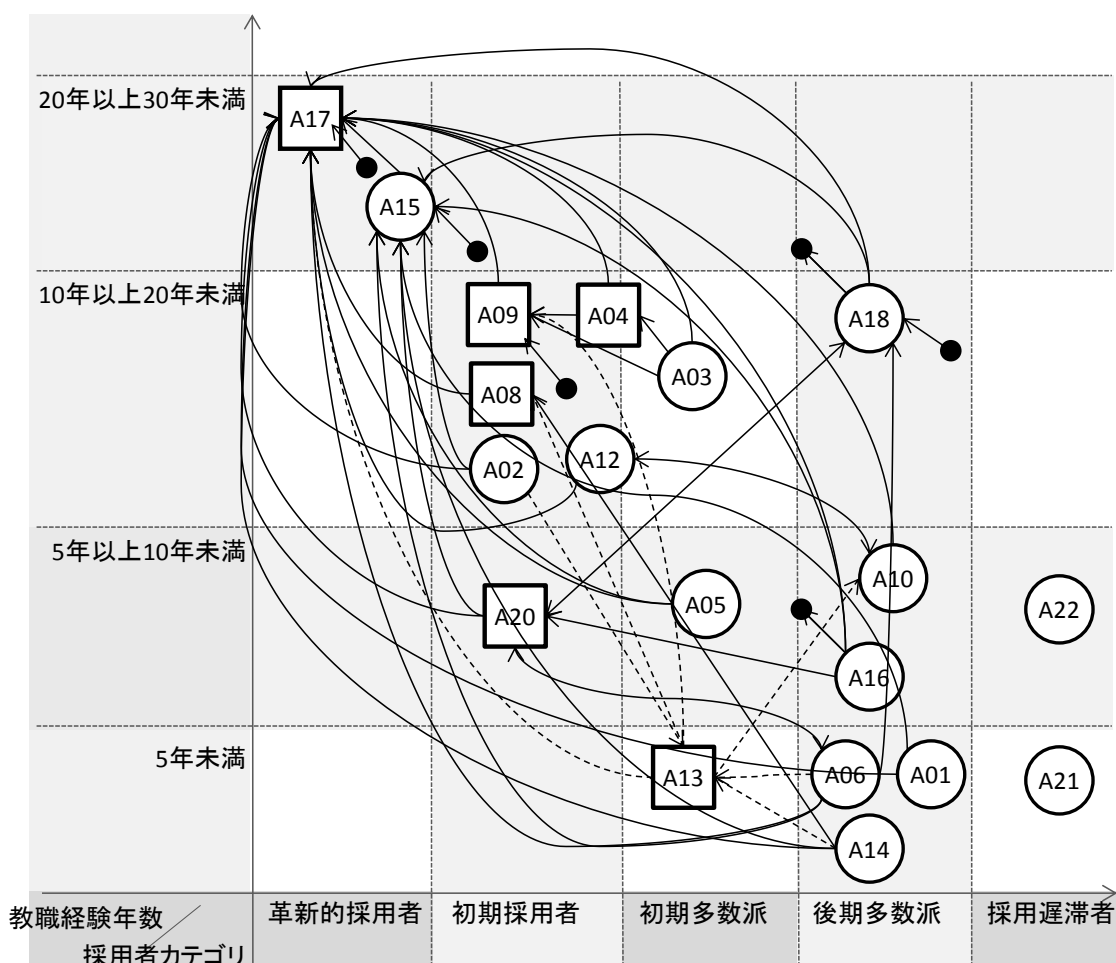 20年以上30年未満
A17
A15
10年以上20年未満
A09
A04
A18
A03
A08
A02
A12
5年以上10年未満
A10
A05
A20
A22
A16
5年未満
A13
A06
A01
A21
A14
教職経験年数
採用者カテゴリ
革新的採用者
初期採用者
初期多数派
後期多数派
採用遅滞者